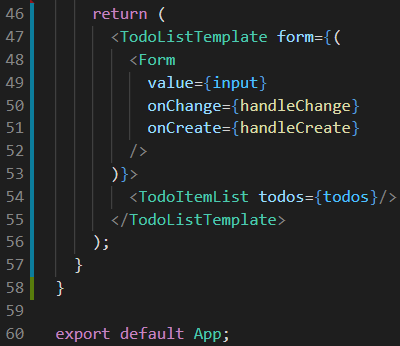 46 return (
47 <TodoListTemplate form={(
48 <Form
49 value={input}
50 onChange={handleChange}
51 onCreate={handleCreate}
52 />
53 )}>
54 <TodoItemList todos={todos}/>
55 </TodoListTemplate>
56 );
57 }
58 }
59
60 export default App;